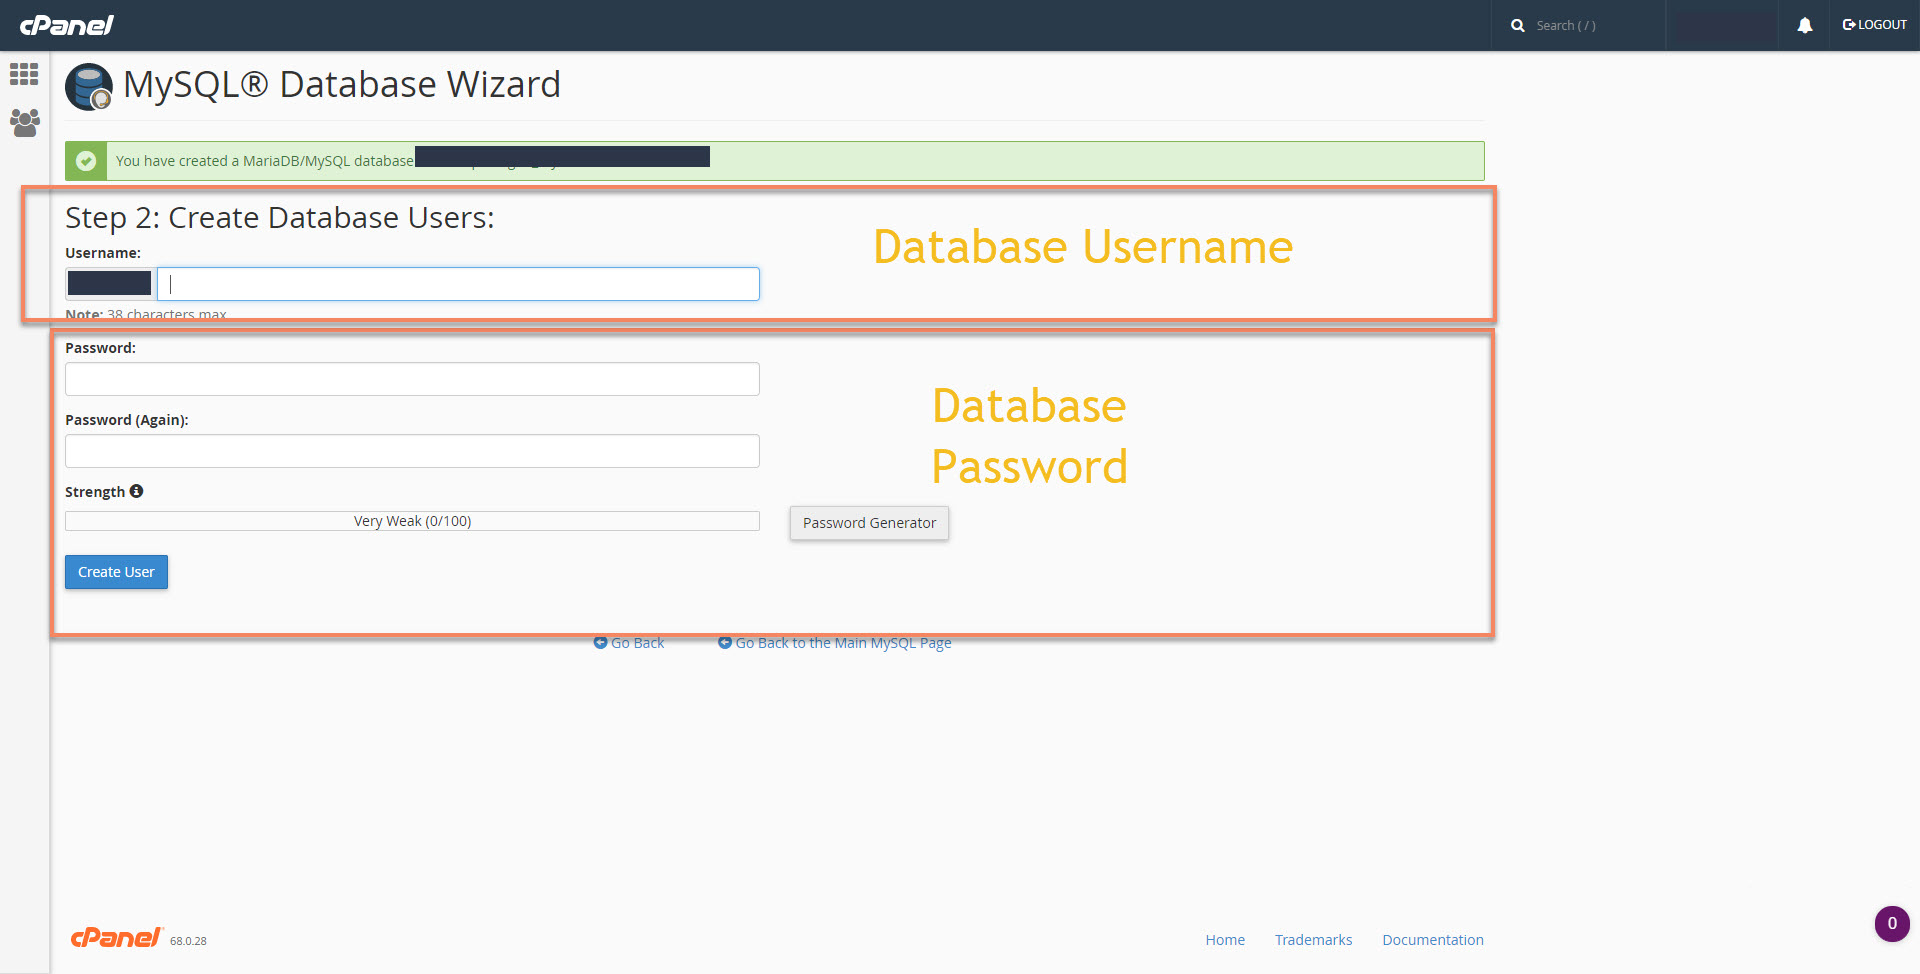 cPanel
Search ( / )
LOGOUT
MySQL® Database Wizard
You have created a MariaDB/MySQL database
Step 2: Create Database Users:
Database Username
Username:
Note: 38 characters max
Password:
Database
Password
Password (Again):
Strength
Very Weak (0/100)
Password Generator
Create User
Go Back
Go Back to the Main MySQL Page
0
cPanel 68.0.28
Home
Trademarks
Documentation